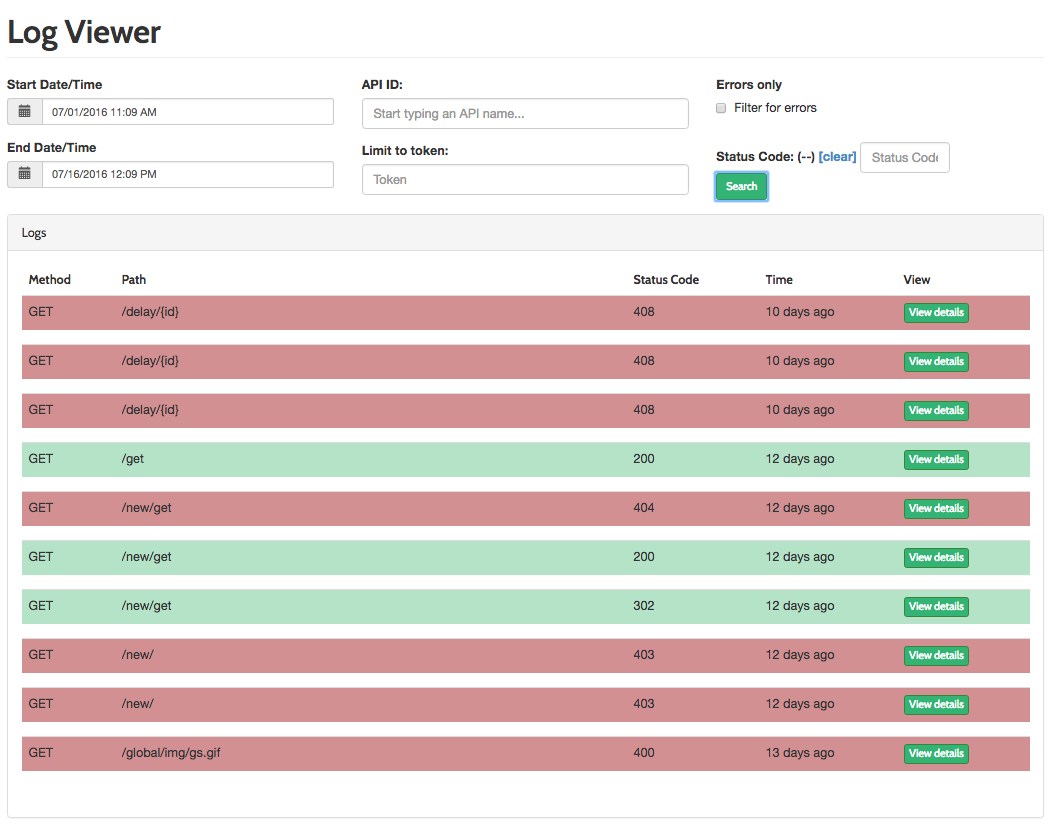 Log Viewer
Start Date/Time
07/01/2016 11:09 AM
End Date/Time
07/16/2016 12:09 PM
API ID:
Start typing an API name...
Limit to token:
Token
Errors only
Filter for errors
Status Code: (--) [clear] Status Code
Search
Logs
Method Path Status Code Time View
GET /delay/{id} 408 10 days ago View details
GET /delay/{id} 408 10 days ago View details
GET /delay/{id} 408 10 days ago View details
GET /get 200 12 days ago View details
GET /new/get 404 12 days ago View details
GET /new/get 200 12 days ago View details
GET /new/get 302 12 days ago View details
GET /new/ 403 12 days ago View details
GET /new/ 403 12 days ago View details
GET /global/img/gs.gif 400 13 days ago View details